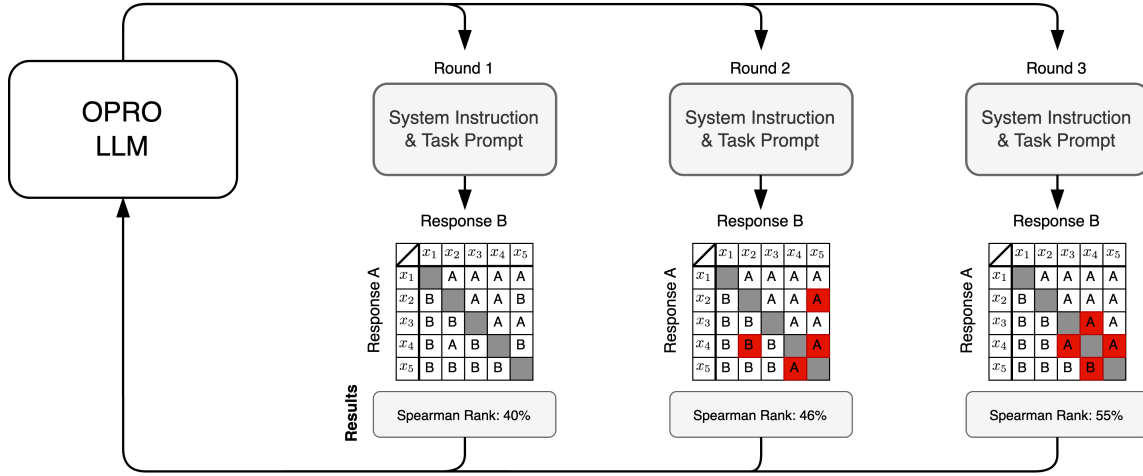 OPRO
LLM
Round 1
System Instruction
& Task Prompt
Response B
Response A
x1 x2 x3 x4 x5
x1 A A A A
x2 B A A B
x3 B B A A
x4 B A B B
x5 B B B B
Results
Spearman Rank: 40%
Round 2
System Instruction
& Task Prompt
Response B
Response A
x1 x2 x3 x4 x5
x1 A A A A
x2 B A A A
x3 B B A A
x4 B B B A
x5 B B B A
Spearman Rank: 46%
Round 3
System Instruction
& Task Prompt
Response B
Response A
x1 x2 x3 x4 x5
x1 A A A A
x2 B A A A
x3 B B A A
x4 B B A A
x5 B B B B
Spearman Rank: 55%